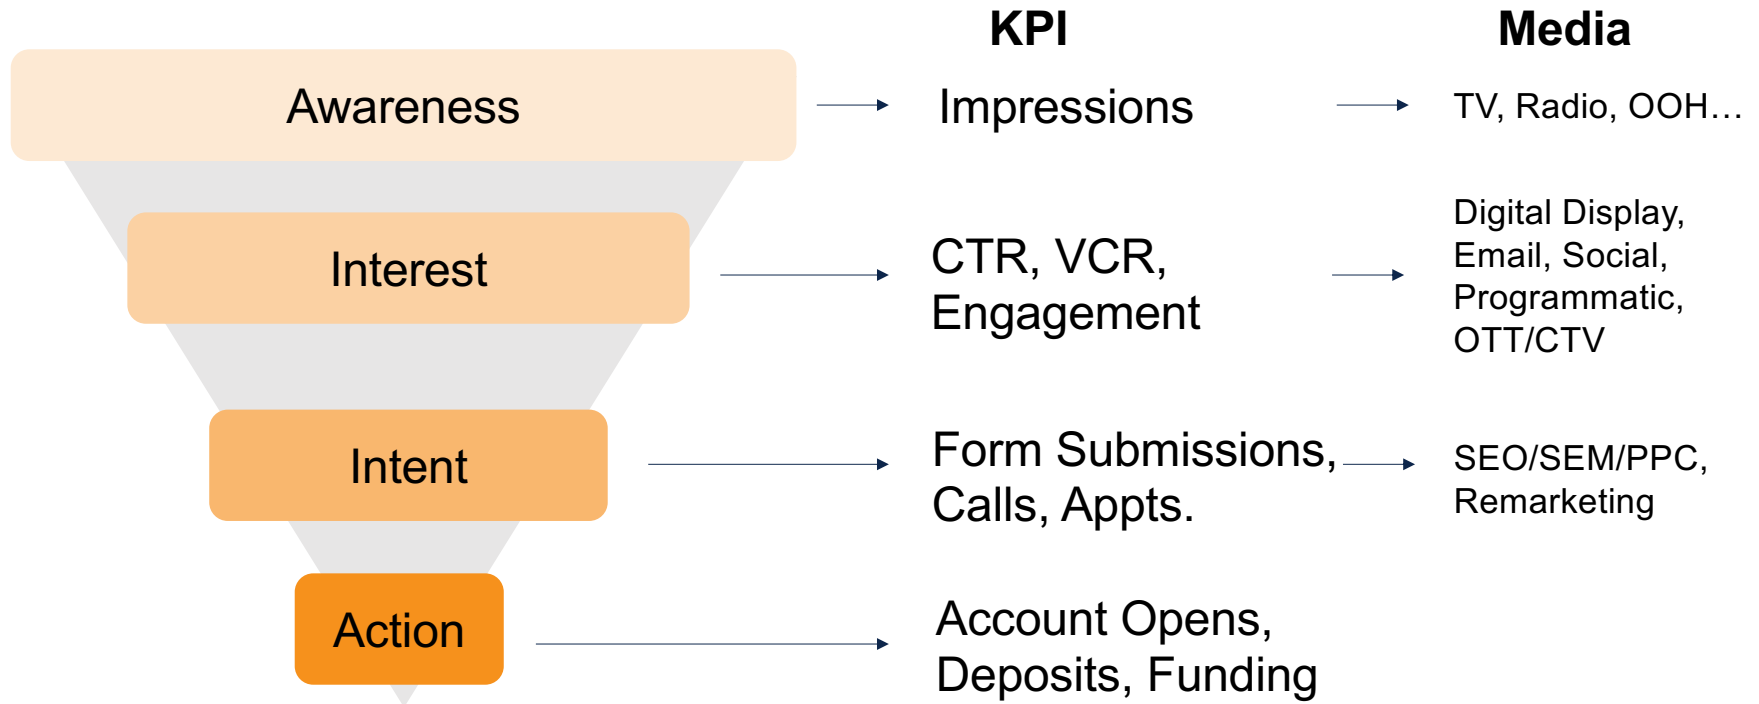 KPI
Media
Awareness
Impressions
TV, Radio, OOH…
Interest
CTR, VCR,
Engagement
Digital Display,
Email, Social,
Programmatic,
OTT/CTV
Intent
Form Submissions,
Calls, Appts.
SEO/SEM/PPC,
Remarketing
Action
Account Opens,
Deposits, Funding